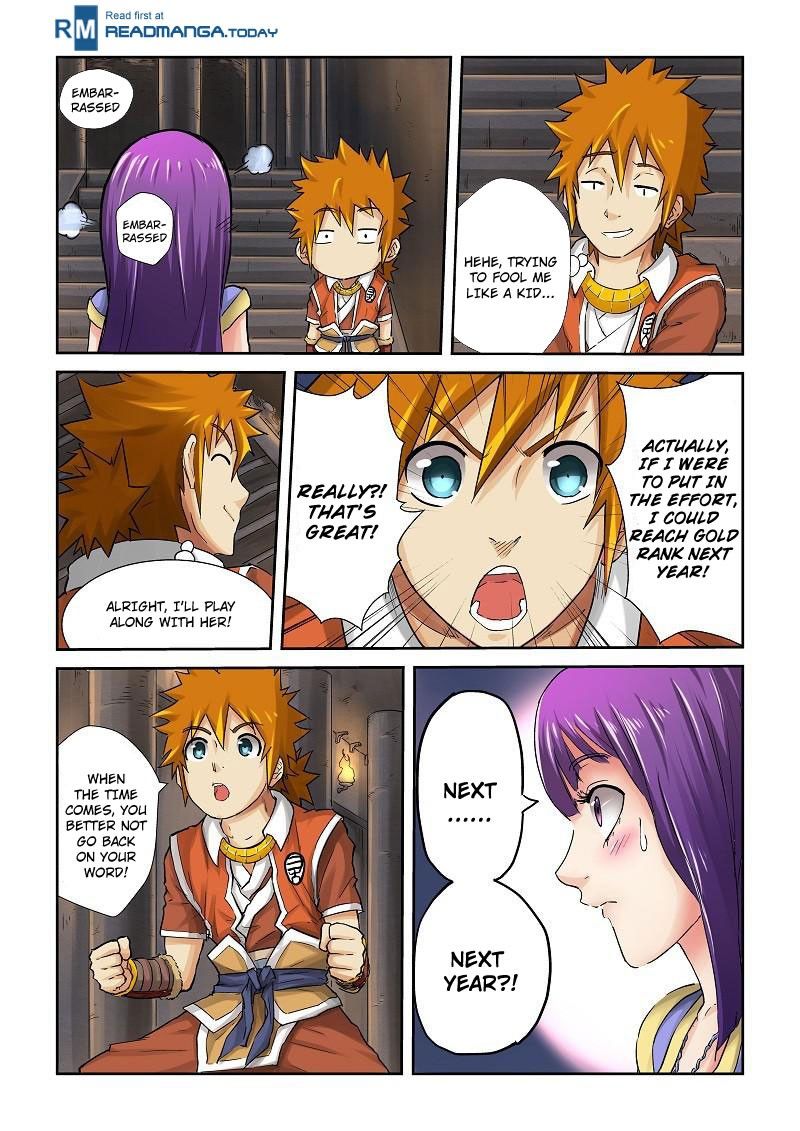 RM
Read first at
READMANGA.TODAY
EMBAR-
RASSED
EMBAR-
RASSED
HEHE, TRYING
TO FOOL ME
LIKE A KID...
ALRIGHT, I'LL PLAY
ALONG WITH HER!
REALLY?!
THAT'S
GREAT!
ACTUALLY,
IF I WERE
TO PUT IN
THE EFFORT,
I COULD
REACH GOLD
RANK NEXT
YEAR!
WHEN
THE TIME
COMES, YOU
BETTER NOT
GO BACK
ON YOUR
WORD!
NEXT
......
NEXT
YEAR?!